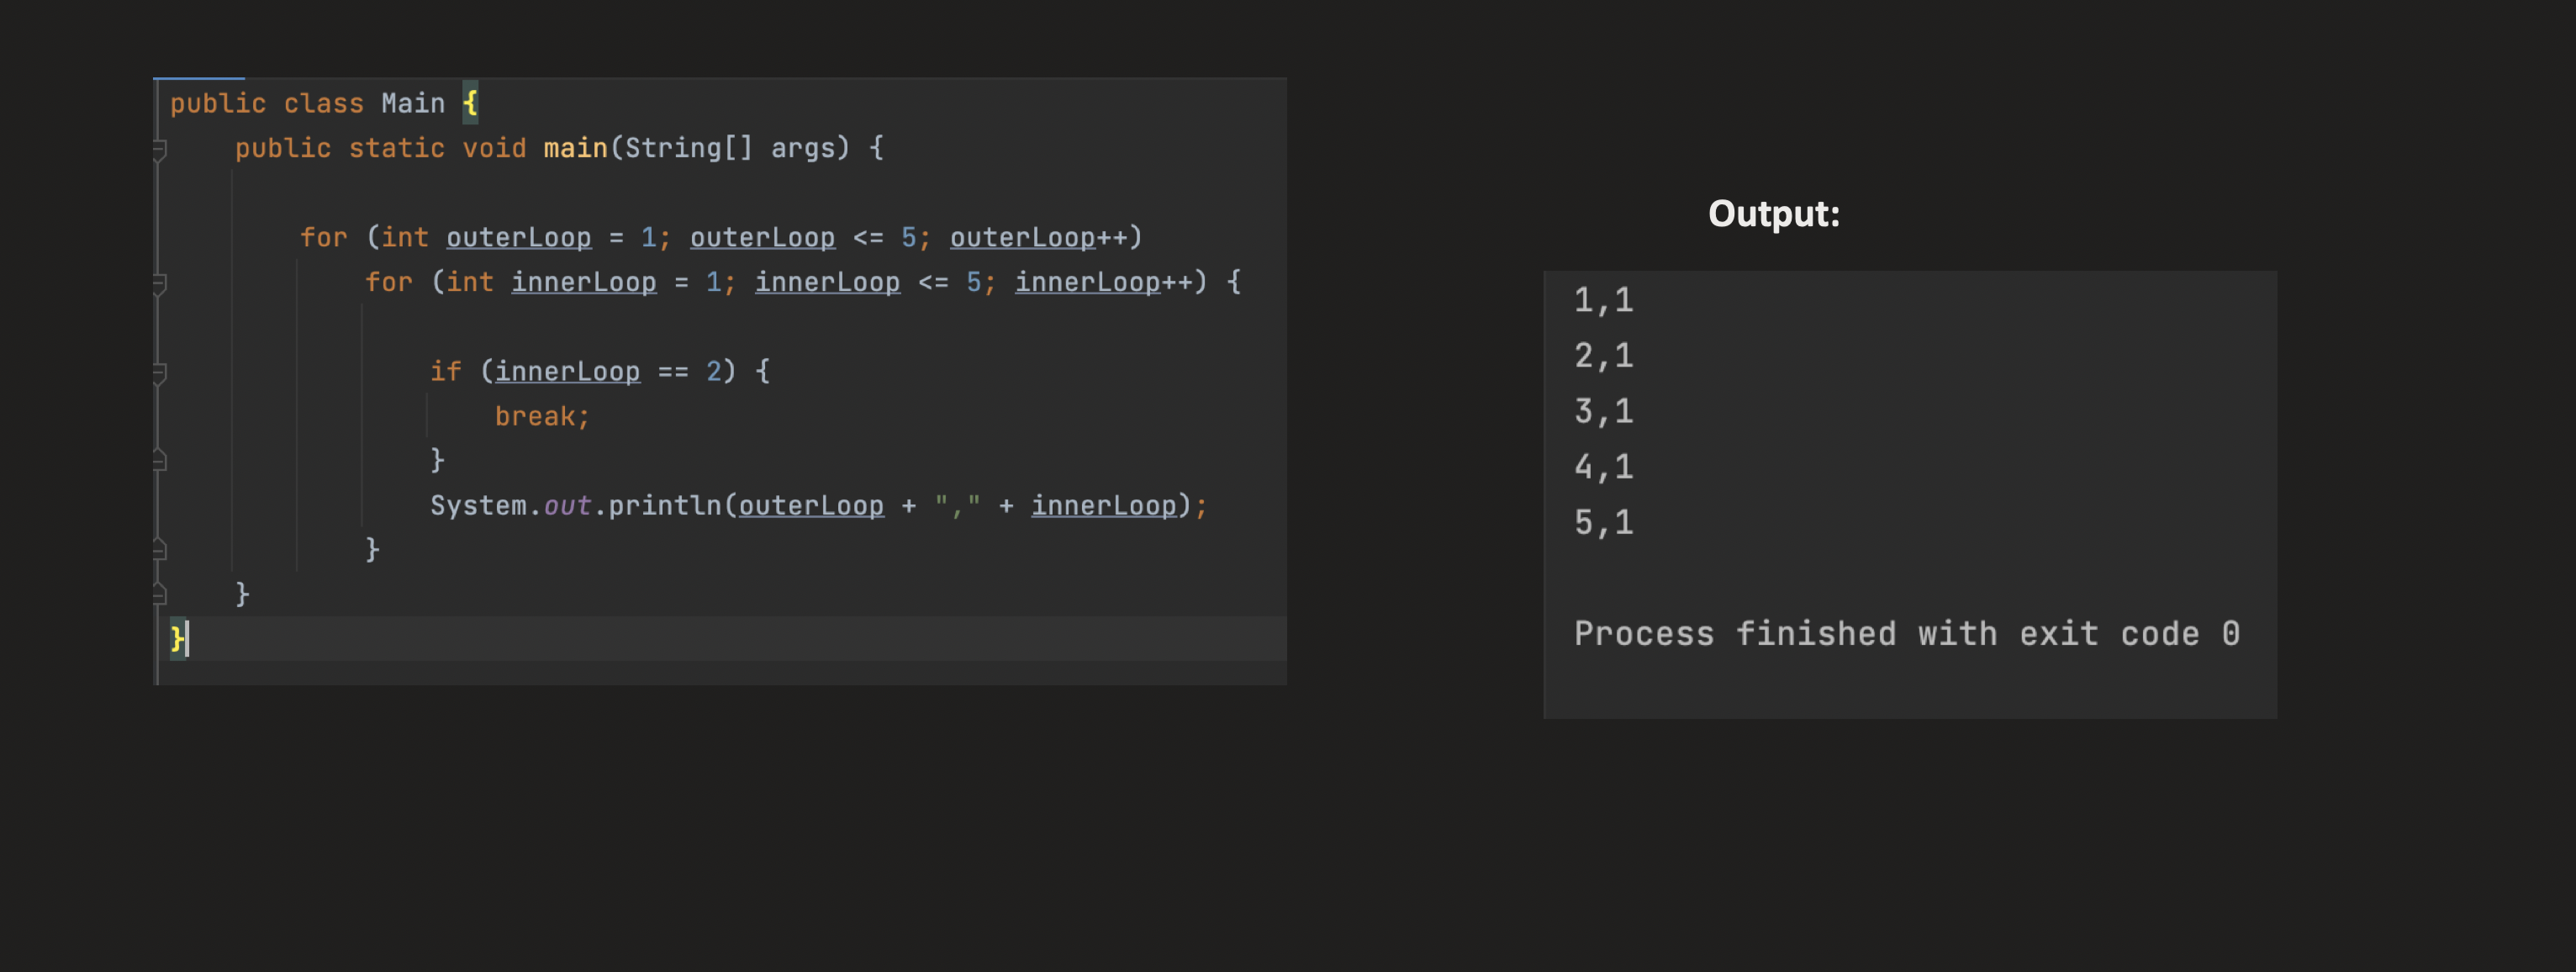 public class Main {
    public static void main(String[] args) {
        for (int outerLoop = 1; outerLoop <= 5; outerLoop++)
            for (int innerLoop = 1; innerLoop <= 5; innerLoop++) {
                if (innerLoop == 2) {
                    break;
                }
                System.out.println(outerLoop + "," + innerLoop);
            }
    }
}
Output:
1,1
2,1
3,1
4,1
5,1
Process finished with exit code 0